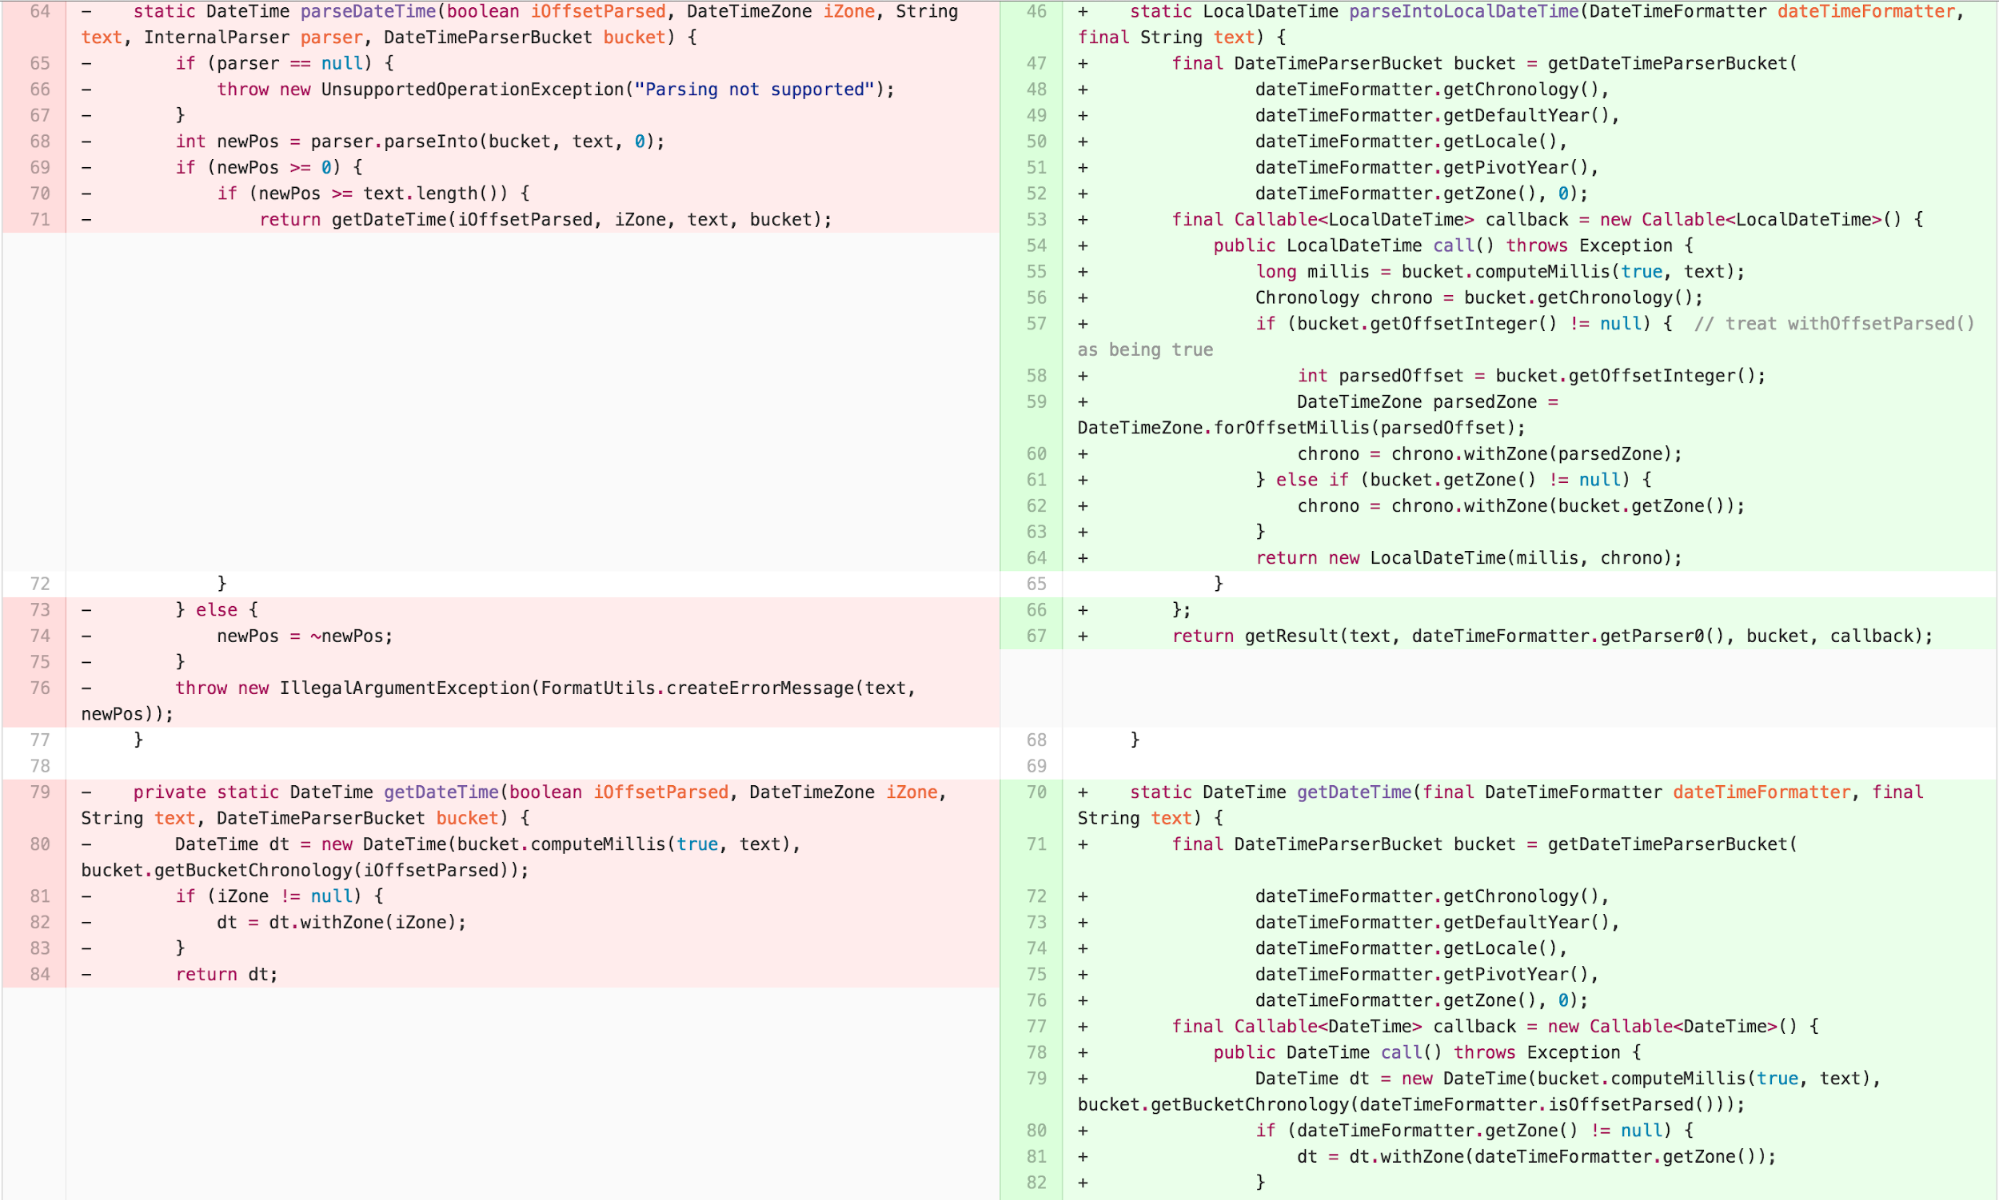 64 - static DateTime parseDateTime(boolean iOffsetParsed, DateTimeZone iZone, String
text, InternalParser parser, DateTimeParserBucket bucket) {
65 - if (parser == null) {
66 - throw new UnsupportedOperationException("Parsing not supported");
67 - }
68 - int newPos = parser.parseInto(bucket, text, 0);
69 - if (newPos >= 0) {
70 - if (newPos >= text.length()) {
71 - return getDateTime(iOffsetParsed, iZone, text, bucket);
72 }
73 - } else {
74 - newPos = ~newPos;
75 - }
76 - throw new IllegalArgumentException(FormatUtils.createErrorMessage(text,
newPos));
77 }
78
79 - private static DateTime getDateTime(boolean iOffsetParsed, DateTimeZone iZone,
String text, DateTimeParserBucket bucket) {
80 - DateTime dt = new DateTime(bucket.computeMillis(true, text),
bucket.getBucketChronology(iOffsetParsed));
81 - if (iZone != null) {
82 - dt = dt.withZone(iZone);
83 - }
84 - return dt;
46 + static LocalDateTime parseIntoLocalDateTime(DateTimeFormatter dateTimeFormatter,
final String text) {
47 + final DateTimeParserBucket bucket = getDateTimeParserBucket(
48 + dateTimeFormatter.getChronology(),
49 + dateTimeFormatter.getDefaultYear(),
50 + dateTimeFormatter.getLocale(),
51 + dateTimeFormatter.getPivotYear(),
52 + dateTimeFormatter.getZone(), 0);
53 + final Callable<LocalDateTime> callback = new Callable<LocalDateTime>() {
54 + public LocalDateTime call() throws Exception {
55 + long millis = bucket.computeMillis(true, text);
56 + Chronology chrono = bucket.getChronology();
57 + if (bucket.getOffsetInteger() != null) { // treat withOffsetParsed()
as being true
58 + int parsedOffset = bucket.getOffsetInteger();
59 + DateTimeZone parsedZone =
DateTimeZone.forOffsetMillis(parsedOffset);
60 + chrono = chrono.withZone(parsedZone);
61 + } else if (bucket.getZone() != null) {
62 + chrono = chrono.withZone(bucket.getZone());
63 + }
64 + return new LocalDateTime(millis, chrono);
65 }
66 + };
67 + return getResult(text, dateTimeFormatter.getParser0(), bucket, callback);
68 }
69
70 + static DateTime getDateTime(final DateTimeFormatter dateTimeFormatter, final
String text) {
71 + final DateTimeParserBucket bucket = getDateTimeParserBucket(
72 + dateTimeFormatter.getChronology(),
73 + dateTimeFormatter.getDefaultYear(),
74 + dateTimeFormatter.getLocale(),
75 + dateTimeFormatter.getPivotYear(),
76 + dateTimeFormatter.getZone(), 0);
77 + final Callable<DateTime> callback = new Callable<DateTime>() {
78 + public DateTime call() throws Exception {
79 + DateTime dt = new DateTime(bucket.computeMillis(true, text),
bucket.getBucketChronology(dateTimeFormatter.isOffsetParsed()));
80 + if (dateTimeFormatter.getZone() != null) {
81 + dt = dt.withZone(dateTimeFormatter.getZone());
82 + }